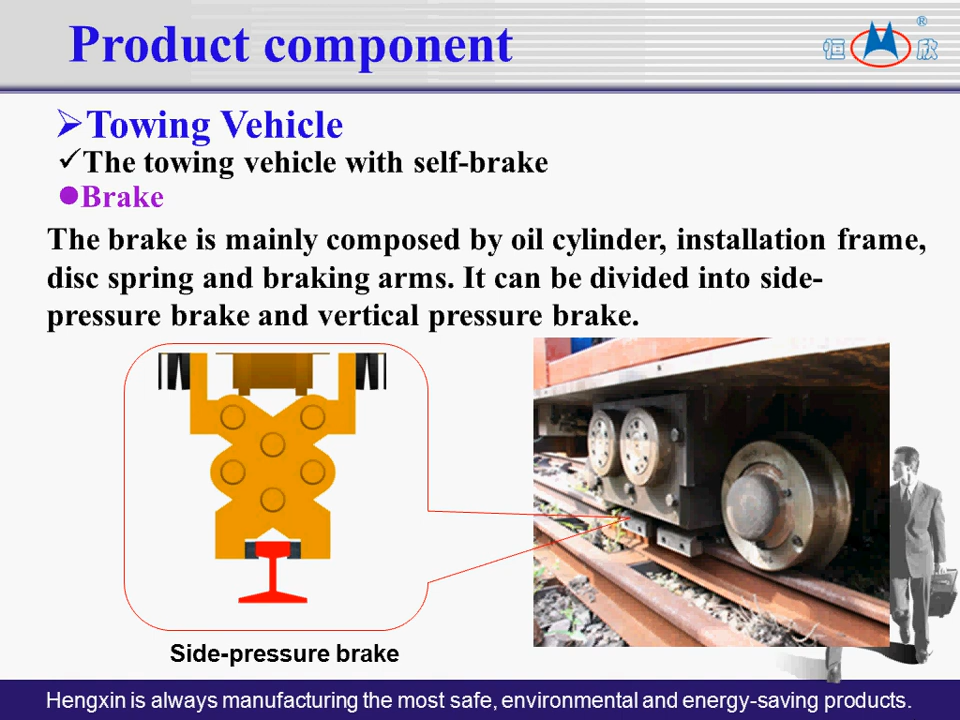 Product component
恒 欣
®
➢Towing Vehicle
✓The towing vehicle with self-brake
●Brake
The brake is mainly composed by oil cylinder, installation frame,
disc spring and braking arms. It can be divided into side-
pressure brake and vertical pressure brake.
Side-pressure brake
Hengxin is always manufacturing the most safe, environmental and energy-saving products.